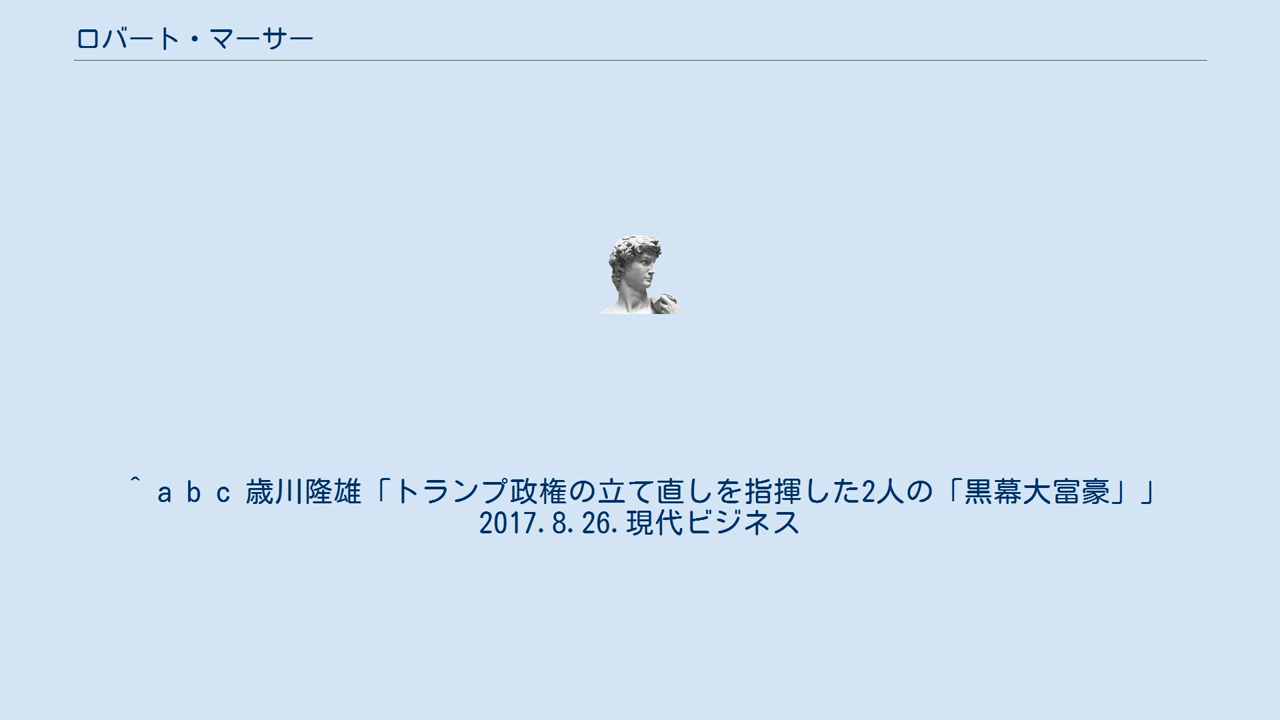 ロバート・マーサー
^ a b c 歳川隆雄「トランプ政権の立て直しを指揮した2人の「黒幕大富豪」」
2017.8.26.現代ビジネス